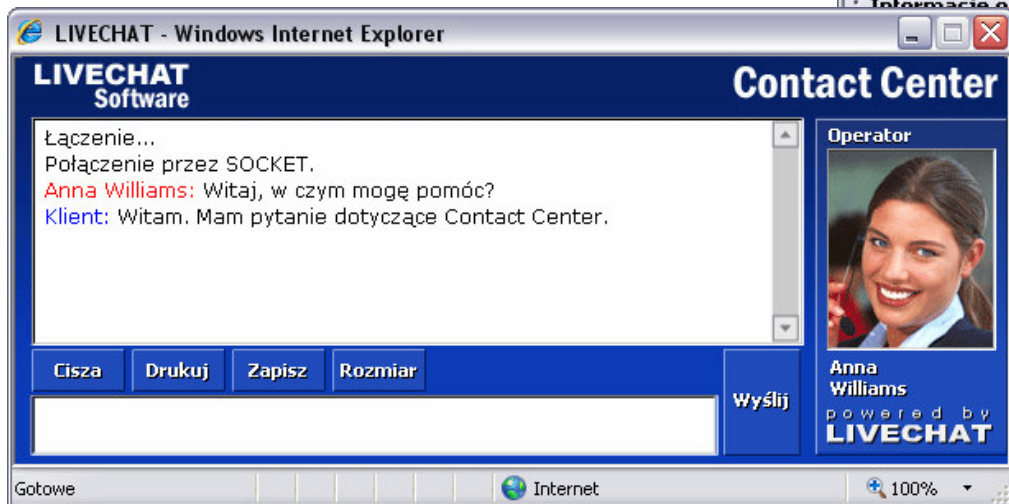 Informacje o
LIVECHAT - Windows Internet Explorer
LIVECHAT
Software
Contact Center
Łączenie...
Połączenie przez SOCKET.
Anna Williams: Witaj, w czym mogę pomóc?
Klient: Witam. Mam pytanie dotyczące Contact Center.
Operator
Anna
Williams
powered by
LIVECHAT
Cisza Drukuj Zapisz Rozmiar
Wyślij
Gotowe Internet 100%